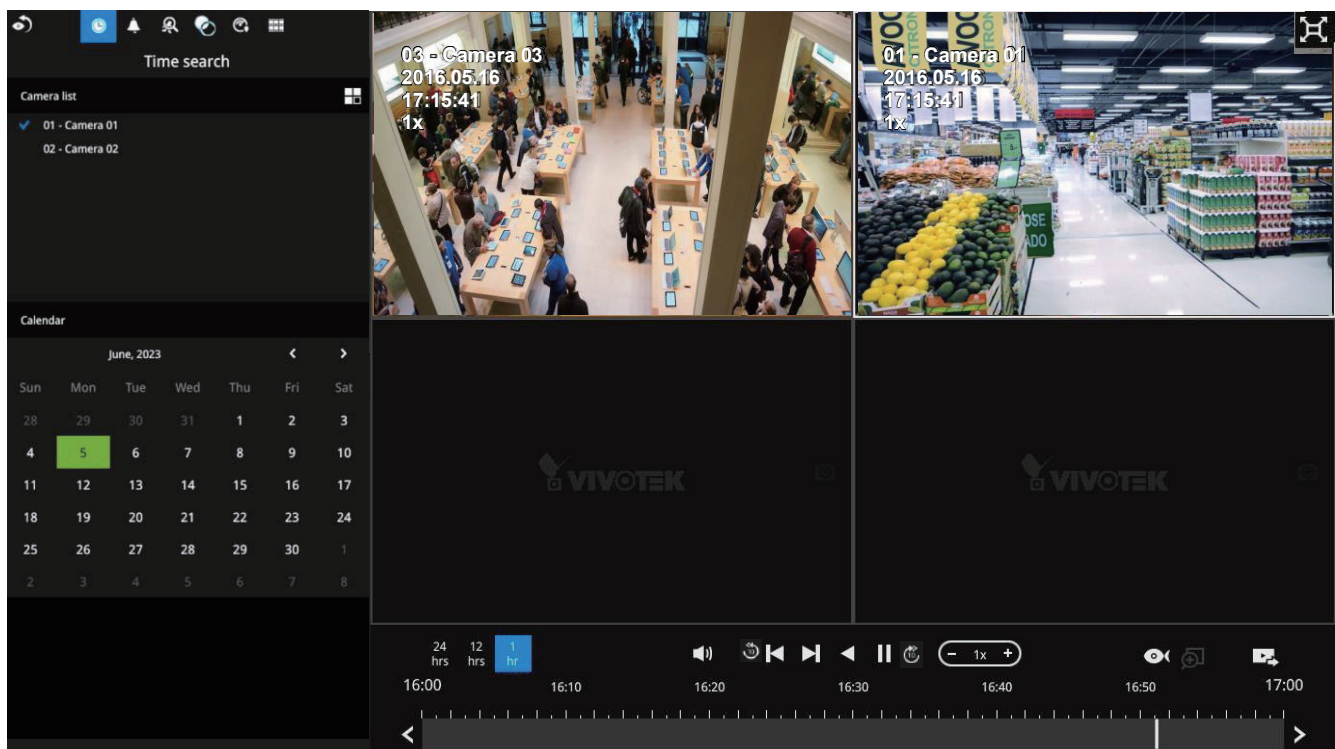 Time search
Camera list
01 - Camera 01
02 - Camera 02
Calendar
June, 2023
Sun Mon Tue Wed Thu Fri Sat
28 29 30 31 1 2 3
4 5 6 7 8 9 10
11 12 13 14 15 16 17
18 19 20 21 22 23 24
25 26 27 28 29 30 1
2 3 4 5 6 7 8
03 - Camera 03
2016.05.16
17:15:41
1x
01 - Camera 01
2016.05.16
17:15:41
1x
VIVOTEK
VIVOTEK
24 hrs
12 hrs
1 hr
10
10
− 1x +
16:00 16:10 16:20 16:30 16:40 16:50 17:00